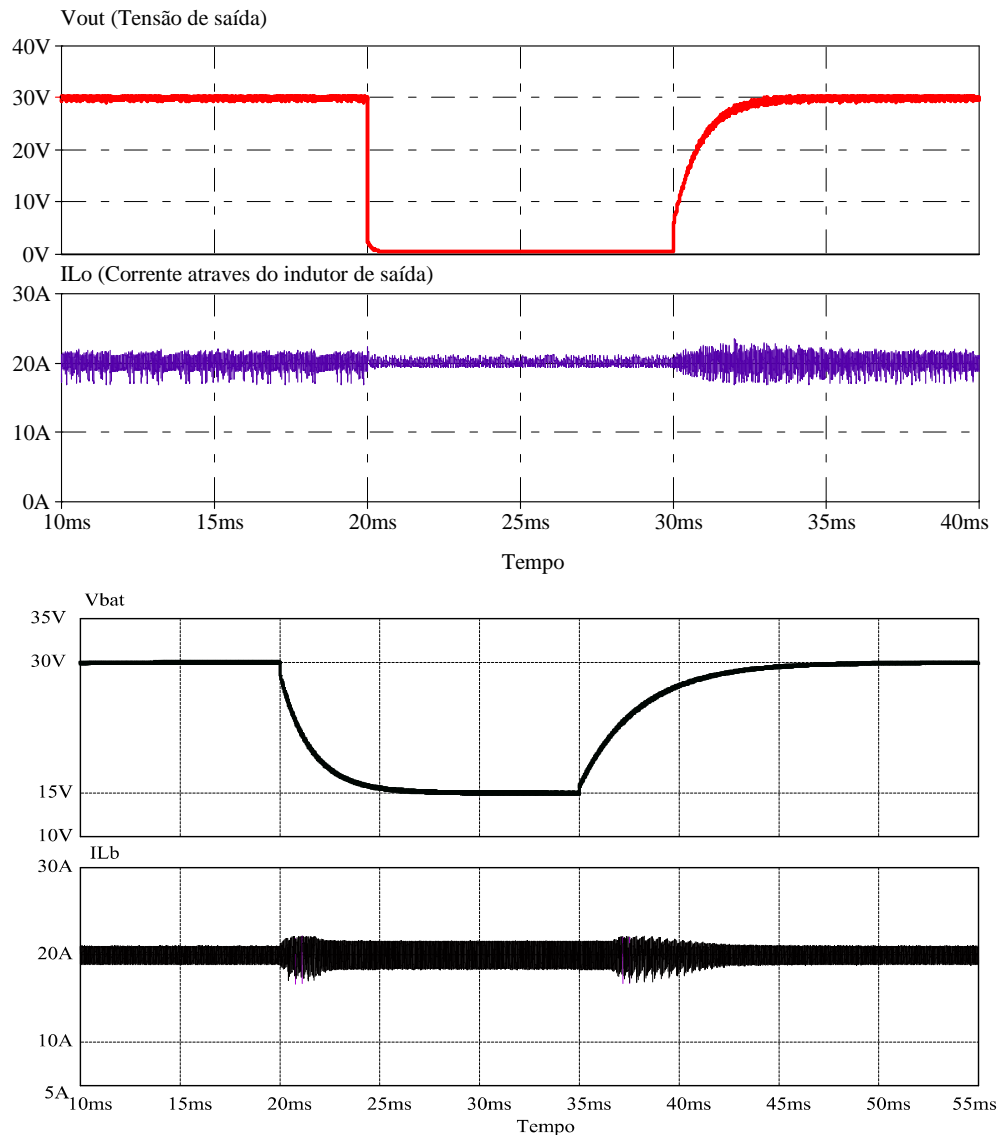 Vout (Tensão de saída)
40V
30V
20V
10V
0V
ILo (Corrente atraves do indutor de saída)
30A
20A
10A
0A
10ms 15ms 20ms 25ms 30ms 35ms 40ms
Tempo
Vbat
35V
30V
15V
10V
ILb
30A
20A
10A
5A
10ms 15ms 20ms 25ms 30ms 35ms 40ms 45ms 50ms 55ms
Tempo